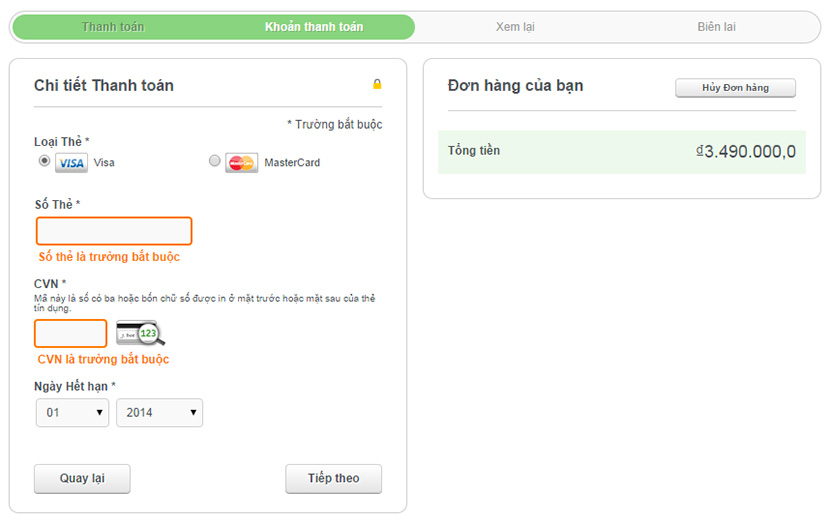 Thanh toán Khoản thanh toán Xem lại Biên lai
Chi tiết Thanh toán
* Trường bắt buộc
Loại Thẻ *
VISA Visa MasterCard MasterCard
Số Thẻ *
Số thẻ là trường bắt buộc
CVN *
Mã này là số có ba hoặc bốn chữ số được in ở mặt trước hoặc mặt sau của thẻ
tín dụng.
123
CVN là trường bắt buộc
Ngày Hết hạn *
01 2014
Quay lại Tiếp theo
Đơn hàng của bạn Hủy Đơn hàng
Tổng tiền ₫3.490.000,0